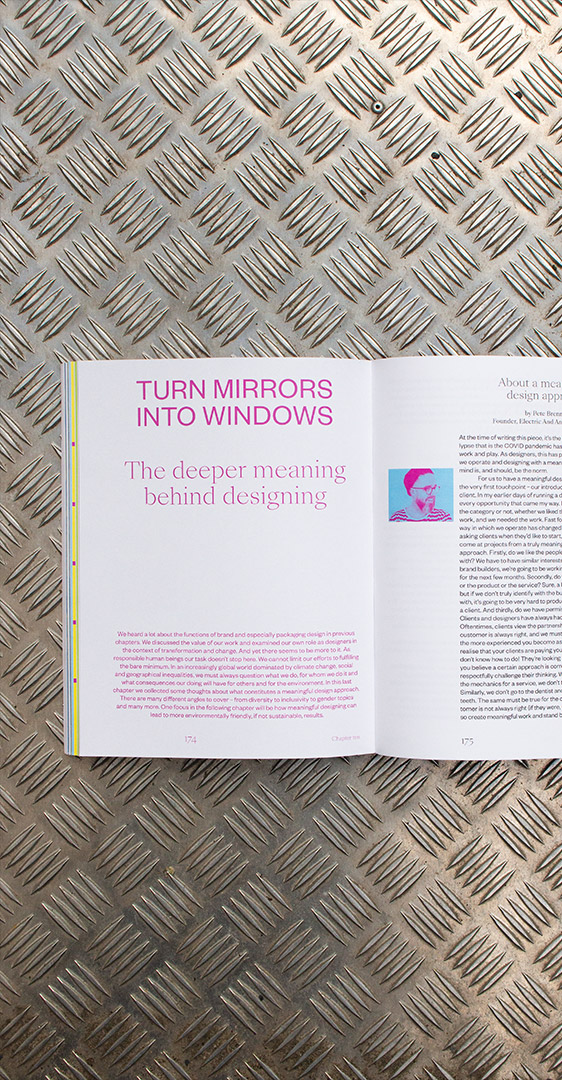 TURN MIRRORS
INTO WINDOWS
The deeper meaning
behind designing
We heard a lot about the functions of brand and especially packaging design in previous
chapters. We discussed the value of our work and examined our own role as designers in
the context of transformation and change. And yet there seems to be more to it. As
responsible human beings our task doesn't stop here. We cannot limit our efforts to fulfilling
the bare minimum. In an increasingly global world dominated by climate change, social
and geographical inequalities, we must always question what we do, for whom we do it and
what consequences our doing will have for others and for the environment. In this last
chapter we collected some thoughts about what constitutes a meaningful design approach.
There are many different angles to cover – from diversity to inclusivity to gender topics
and many more. One focus in the following chapter will be how meaningful designing can
lead to more environmentally friendly, if not sustainable, results.
174
Chapter
About a mea
design appr
by Pete Bren
Founder, Electric And An
At the time of writing this piece, it's the
lypse that is the COVID pandemic has
work and play. As designers, this has p
we operate and designing with a mean
mind is, and should be, the norm.
For us to have a meaningful des
the very first touchpoint – our introdu
client. In my earlier days of running a d
every opportunity that came my way. I
the category or not, whether we liked t
work, and we needed the work. Fast fo
way in which we operate has changed
asking clients when they'd like to start,
come at projects from a truly meaning
approach. Firstly, do we like the people
with? We have to have similar interests
brand builders, we're going to be workin
for the next few months. Secondly, do
or the product or the service? Sure, a l
but if we don't truly identify with the bu
with, it's going to be very hard to produ
a client. And thirdly, do we have permi
Clients and designers have always had
Oftentimes, clients view the partners
customer is always right, and we must
the more experienced you become as
realise that your clients are paying you
don't know how to do! They're looking
you believe a certain approach is corre
respectfully challenge their thinking. W
the mechanics for a service, we don't t
Similarly, we don't go to the dentist and
teeth. The same must be true for the c
tomer is not always right (if they were,
so create meaningful work and stand b
175